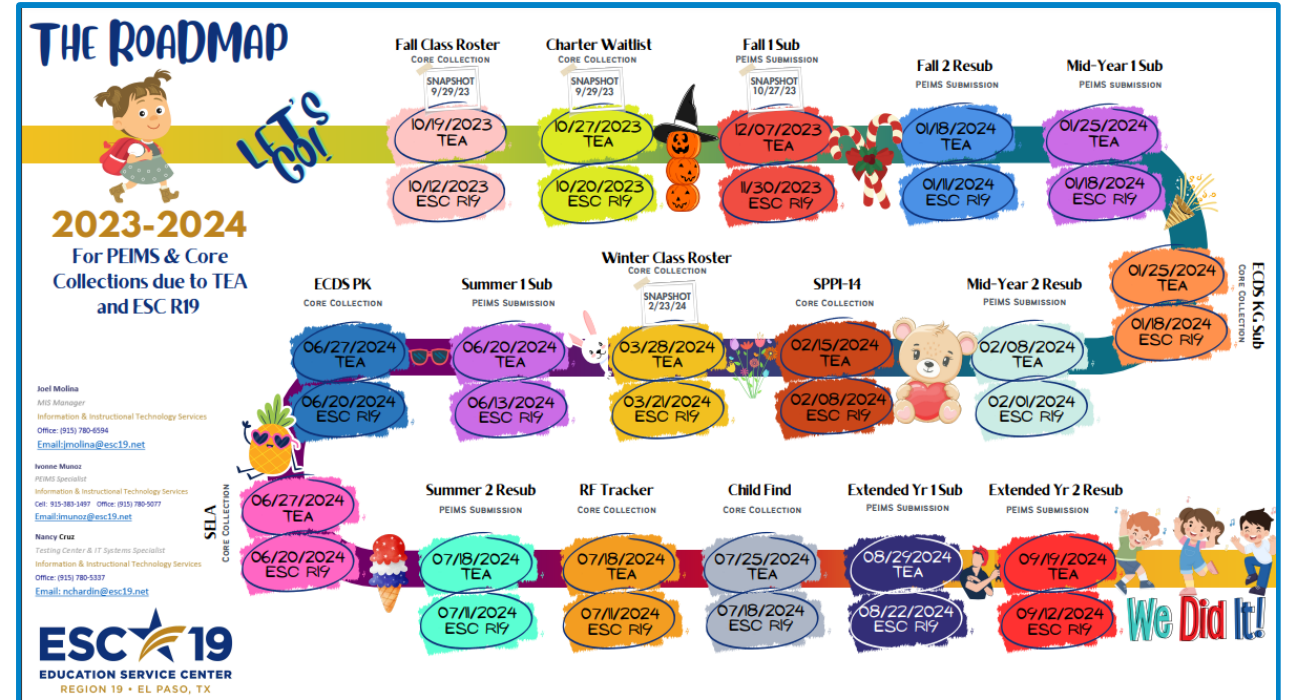 THE ROADMAP
LET'S GO!
2023-2024
For PEIMS & Core
Collections due to TEA
and ESC R19
Fall Class Roster
CORE COLLECTION
SNAPSHOT
9/29/23
10/19/2023
TEA
10/12/2023
ESC R19
Charter Waitlist
CORE COLLECTION
SNAPSHOT
9/29/23
10/27/2023
TEA
10/20/2023
ESC R19
Fall 1 Sub
PEIMS SUBMISSION
SNAPSHOT
10/27/23
12/07/2023
TEA
11/30/2023
ESC R19
Fall 2 Resub
PEIMS SUBMISSION
01/18/2024
TEA
01/11/2024
ESC R19
Mid-Year 1 Sub
PEIMS SUBMISSION
01/25/2024
TEA
01/18/2024
ESC R19
ECDS KG Sub
CORE COLLECTION
01/25/2024
TEA
01/18/2024
ESC R19
Mid-Year 2 Resub
PEIMS SUBMISSION
02/08/2024
TEA
02/01/2024
ESC R19
SPPI-14
CORE COLLECTION
02/15/2024
TEA
02/08/2024
ESC R19
Winter Class Roster
CORE COLLECTION
SNAPSHOT
2/23/24
03/28/2024
TEA
03/21/2024
ESC R19
Summer 1 Sub
PEIMS SUBMISSION
06/20/2024
TEA
06/13/2024
ESC R19
ECDS PK
CORE COLLECTION
06/27/2024
TEA
06/20/2024
ESC R19
SELA
CORE COLLECTION
06/27/2024
TEA
06/20/2024
ESC R19
Summer 2 Resub
PEIMS SUBMISSION
07/18/2024
TEA
07/11/2024
ESC R19
RF Tracker
CORE COLLECTION
07/18/2024
TEA
07/11/2024
ESC R19
Child Find
CORE COLLECTION
07/25/2024
TEA
07/18/2024
ESC R19
Extended Yr 1 Sub
PEIMS SUBMISSION
08/292024
TEA
08/22/2024
ESC R19
Extended Yr 2 Resub
PEIMS SUBMISSION
09/19/2024
TEA
09/12/2024
ESC R19
We Did It!
Joel Molina
MIS Manager
Information & Instructional Technology Services
Office: (915) 780-6594
Email:jmolina@esc19.net
Ivonne Munoz
PEIMS Specialist
Information & Instructional Technology Services
Cell: 915-383-1497 Office: (915) 780-5077
Email:imunoz@esc19.net
Nancy Cruz
Testing Center & IT Systems Specialist
Information & Instructional Technology Services
Office: (915) 780-5337
Email: nchardin@esc19.net
ESC 19
EDUCATION SERVICE CENTER
REGION 19 • EL PASO, TX